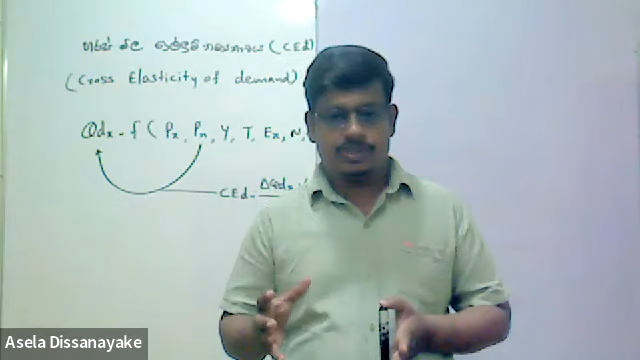 හරස් මිල ඉල්ලුම් නම්‍යතාවය (CEd)
(Cross Elasticity of demand)
Qdx = f ( Px, Pn, Y, T, Ex, N,
CEd = ΔQdx
Asela Dissanayake